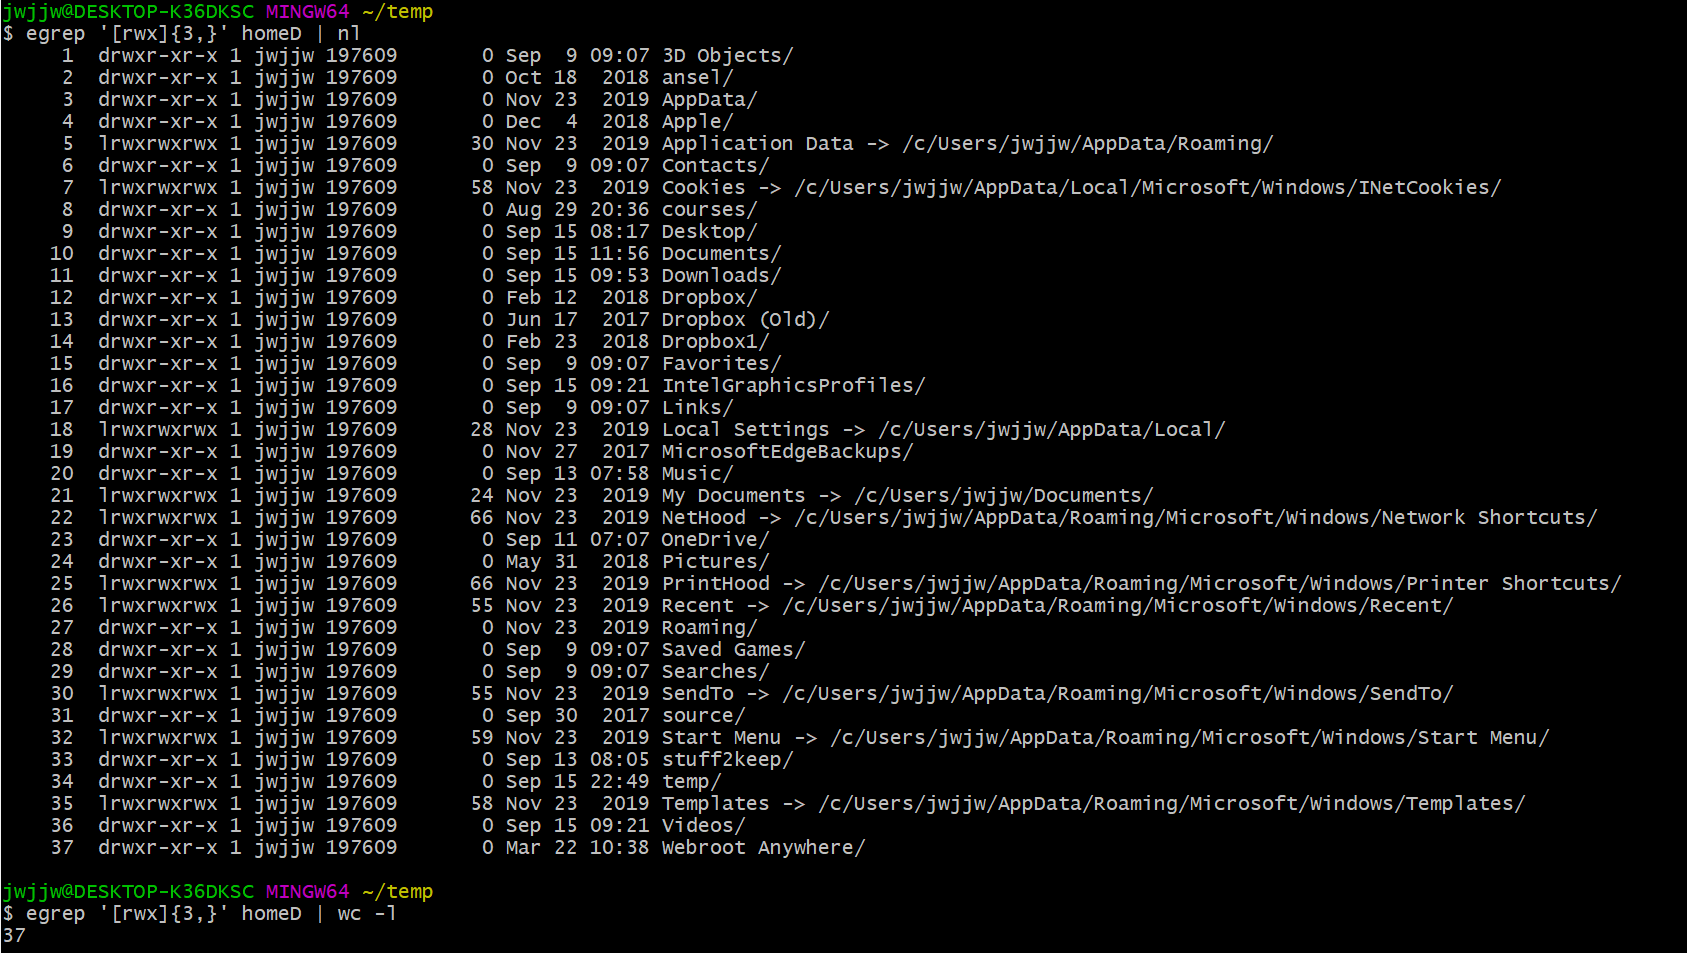 jwjjw@DESKTOP-K36DKSC MINGW64 ~/temp
$ egrep '[rwx]{3,}' homeD | nl
     1  drwxr-xr-x 1 jwjjw 197609       0 Sep  9 09:07 3D Objects/
     2  drwxr-xr-x 1 jwjjw 197609       0 Oct 18  2018 ansel/
     3  drwxr-xr-x 1 jwjjw 197609       0 Nov 23  2019 AppData/
     4  drwxr-xr-x 1 jwjjw 197609       0 Dec  4  2018 Apple/
     5  lrwxrwxrwx 1 jwjjw 197609      30 Nov 23  2019 Application Data -> /c/Users/jwjjw/AppData/Roaming/
     6  drwxr-xr-x 1 jwjjw 197609       0 Sep  9 09:07 Contacts/
     7  lrwxrwxrwx 1 jwjjw 197609      58 Nov 23  2019 Cookies -> /c/Users/jwjjw/AppData/Local/Microsoft/Windows/INetCookies/
     8  drwxr-xr-x 1 jwjjw 197609       0 Aug 29 20:36 courses/
     9  drwxr-xr-x 1 jwjjw 197609       0 Sep 15 08:17 Desktop/
    10  drwxr-xr-x 1 jwjjw 197609       0 Sep 15 11:56 Documents/
    11  drwxr-xr-x 1 jwjjw 197609       0 Sep 15 09:53 Downloads/
    12  drwxr-xr-x 1 jwjjw 197609       0 Feb 12  2018 Dropbox/
    13  drwxr-xr-x 1 jwjjw 197609       0 Jun 17  2017 Dropbox (Old)/
    14  drwxr-xr-x 1 jwjjw 197609       0 Feb 23  2018 Dropbox1/
    15  drwxr-xr-x 1 jwjjw 197609       0 Sep  9 09:07 Favorites/
    16  drwxr-xr-x 1 jwjjw 197609       0 Sep 15 09:21 IntelGraphicsProfiles/
    17  drwxr-xr-x 1 jwjjw 197609       0 Sep  9 09:07 Links/
    18  lrwxrwxrwx 1 jwjjw 197609      28 Nov 23  2019 Local Settings -> /c/Users/jwjjw/AppData/Local/
    19  drwxr-xr-x 1 jwjjw 197609       0 Nov 27  2017 MicrosoftEdgeBackups/
    20  drwxr-xr-x 1 jwjjw 197609       0 Sep 13 07:58 Music/
    21  lrwxrwxrwx 1 jwjjw 197609      24 Nov 23  2019 My Documents -> /c/Users/jwjjw/Documents/
    22  lrwxrwxrwx 1 jwjjw 197609      66 Nov 23  2019 NetHood -> /c/Users/jwjjw/AppData/Roaming/Microsoft/Windows/Network Shortcuts/
    23  drwxr-xr-x 1 jwjjw 197609       0 Sep 11 07:07 OneDrive/
    24  drwxr-xr-x 1 jwjjw 197609       0 May 31  2018 Pictures/
    25  lrwxrwxrwx 1 jwjjw 197609      66 Nov 23  2019 PrintHood -> /c/Users/jwjjw/AppData/Roaming/Microsoft/Windows/Printer Shortcuts/
    26  lrwxrwxrwx 1 jwjjw 197609      55 Nov 23  2019 Recent -> /c/Users/jwjjw/AppData/Roaming/Microsoft/Windows/Recent/
    27  drwxr-xr-x 1 jwjjw 197609       0 Nov 23  2019 Roaming/
    28  drwxr-xr-x 1 jwjjw 197609       0 Sep  9 09:07 Saved Games/
    29  drwxr-xr-x 1 jwjjw 197609       0 Sep  9 09:07 Searches/
    30  lrwxrwxrwx 1 jwjjw 197609      55 Nov 23  2019 SendTo -> /c/Users/jwjjw/AppData/Roaming/Microsoft/Windows/SendTo/
    31  drwxr-xr-x 1 jwjjw 197609       0 Sep 30  2017 source/
    32  lrwxrwxrwx 1 jwjjw 197609      59 Nov 23  2019 Start Menu -> /c/Users/jwjjw/AppData/Roaming/Microsoft/Windows/Start Menu/
    33  drwxr-xr-x 1 jwjjw 197609       0 Sep 13 08:05 stuff2keep/
    34  drwxr-xr-x 1 jwjjw 197609       0 Sep 15 22:49 temp/
    35  lrwxrwxrwx 1 jwjjw 197609      58 Nov 23  2019 Templates -> /c/Users/jwjjw/AppData/Roaming/Microsoft/Windows/Templates/
    36  drwxr-xr-x 1 jwjjw 197609       0 Sep 15 09:21 Videos/
    37  drwxr-xr-x 1 jwjjw 197609       0 Mar 22 10:38 Webroot Anywhere/
jwjjw@DESKTOP-K36DKSC MINGW64 ~/temp
$ egrep '[rwx]{3,}' homeD | wc -l
37